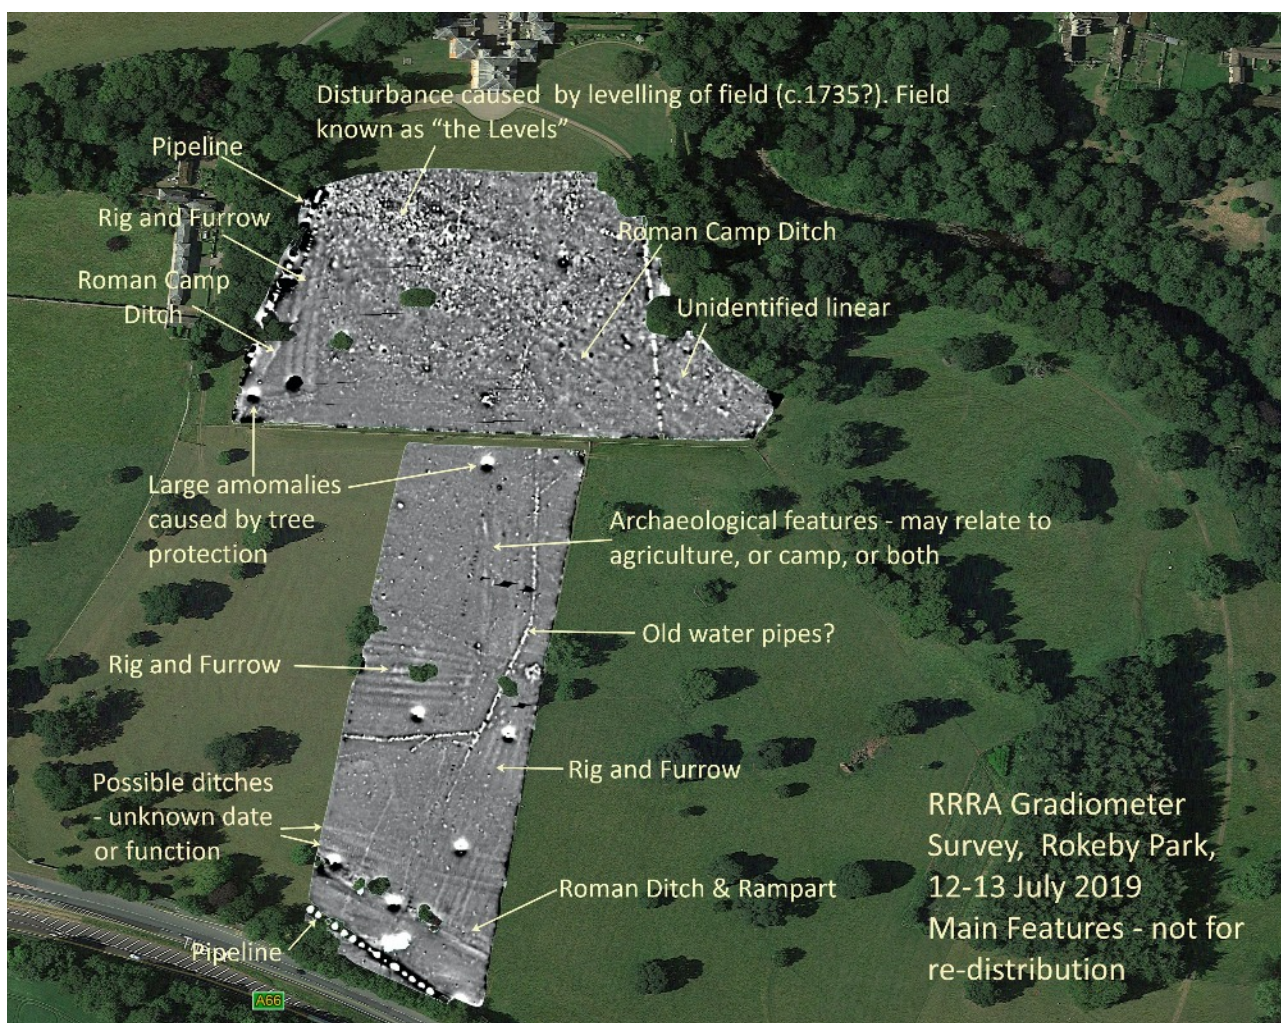 Disturbance caused by levelling of field (c.1735?). Field
known as “the Levels”
Pipeline
Rig and Furrow
Roman Camp Ditch
Roman Camp
Ditch
Unidentified linear
Large amomalies
caused by tree
protection
Archaeological features - may relate to
agriculture, or camp, or both
Old water pipes?
Rig and Furrow
Rig and Furrow
Possible ditches
- unknown date
or function
RRRA Gradiometer
Survey, Rokeby Park,
12-13 July 2019
Main Features - not for
re-distribution
Roman Ditch & Rampart
Pipeline
A66